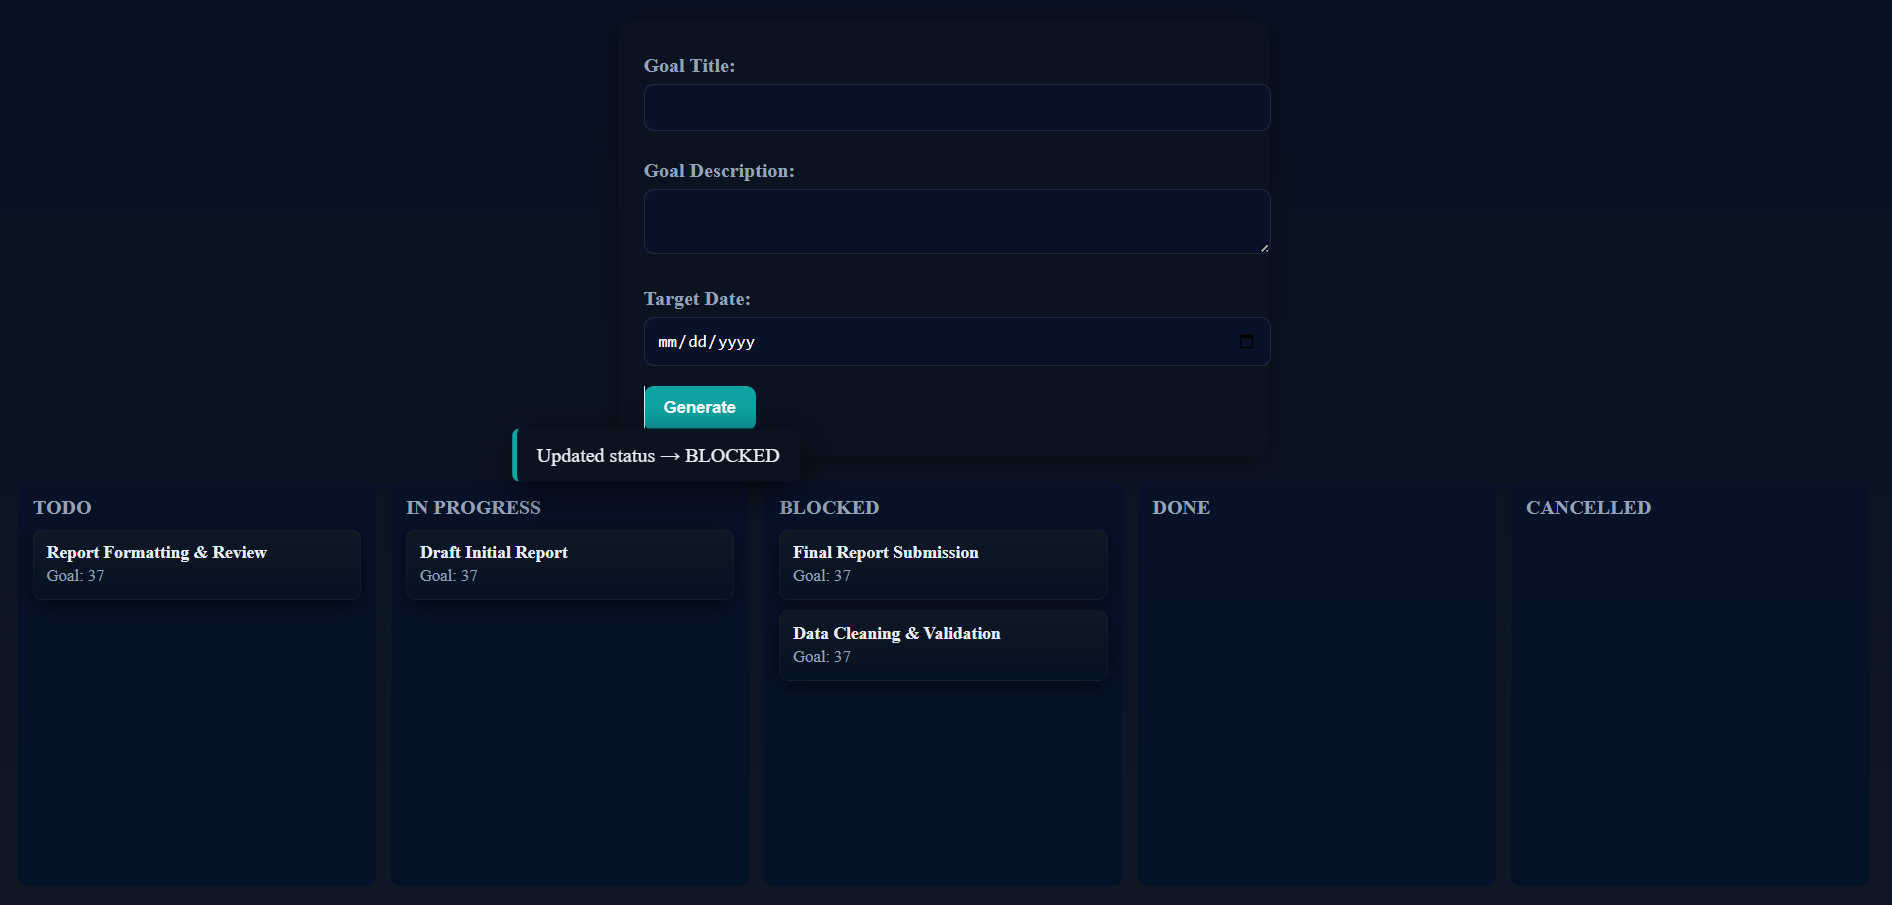 Goal Title:
Goal Description:
Target Date:
mm/dd/yyyy
Generate
Updated status → BLOCKED
TODO
Report Formatting & Review
Goal: 37
IN PROGRESS
Draft Initial Report
Goal: 37
BLOCKED
Final Report Submission
Goal: 37
Data Cleaning & Validation
Goal: 37
DONE
CANCELLED